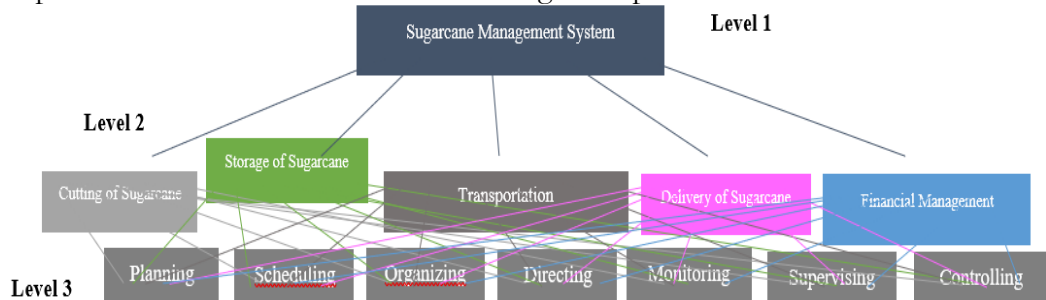 Sugarcane Management System
Level 1
Level 2
Storage of Sugarcane
Cutting of Sugarcane
Transportation
Delivery of Sugarcane
Financial Management
Planning
Scheduling
Organizing
Directing
Monitoring
Supervising
Controlling
Level 3